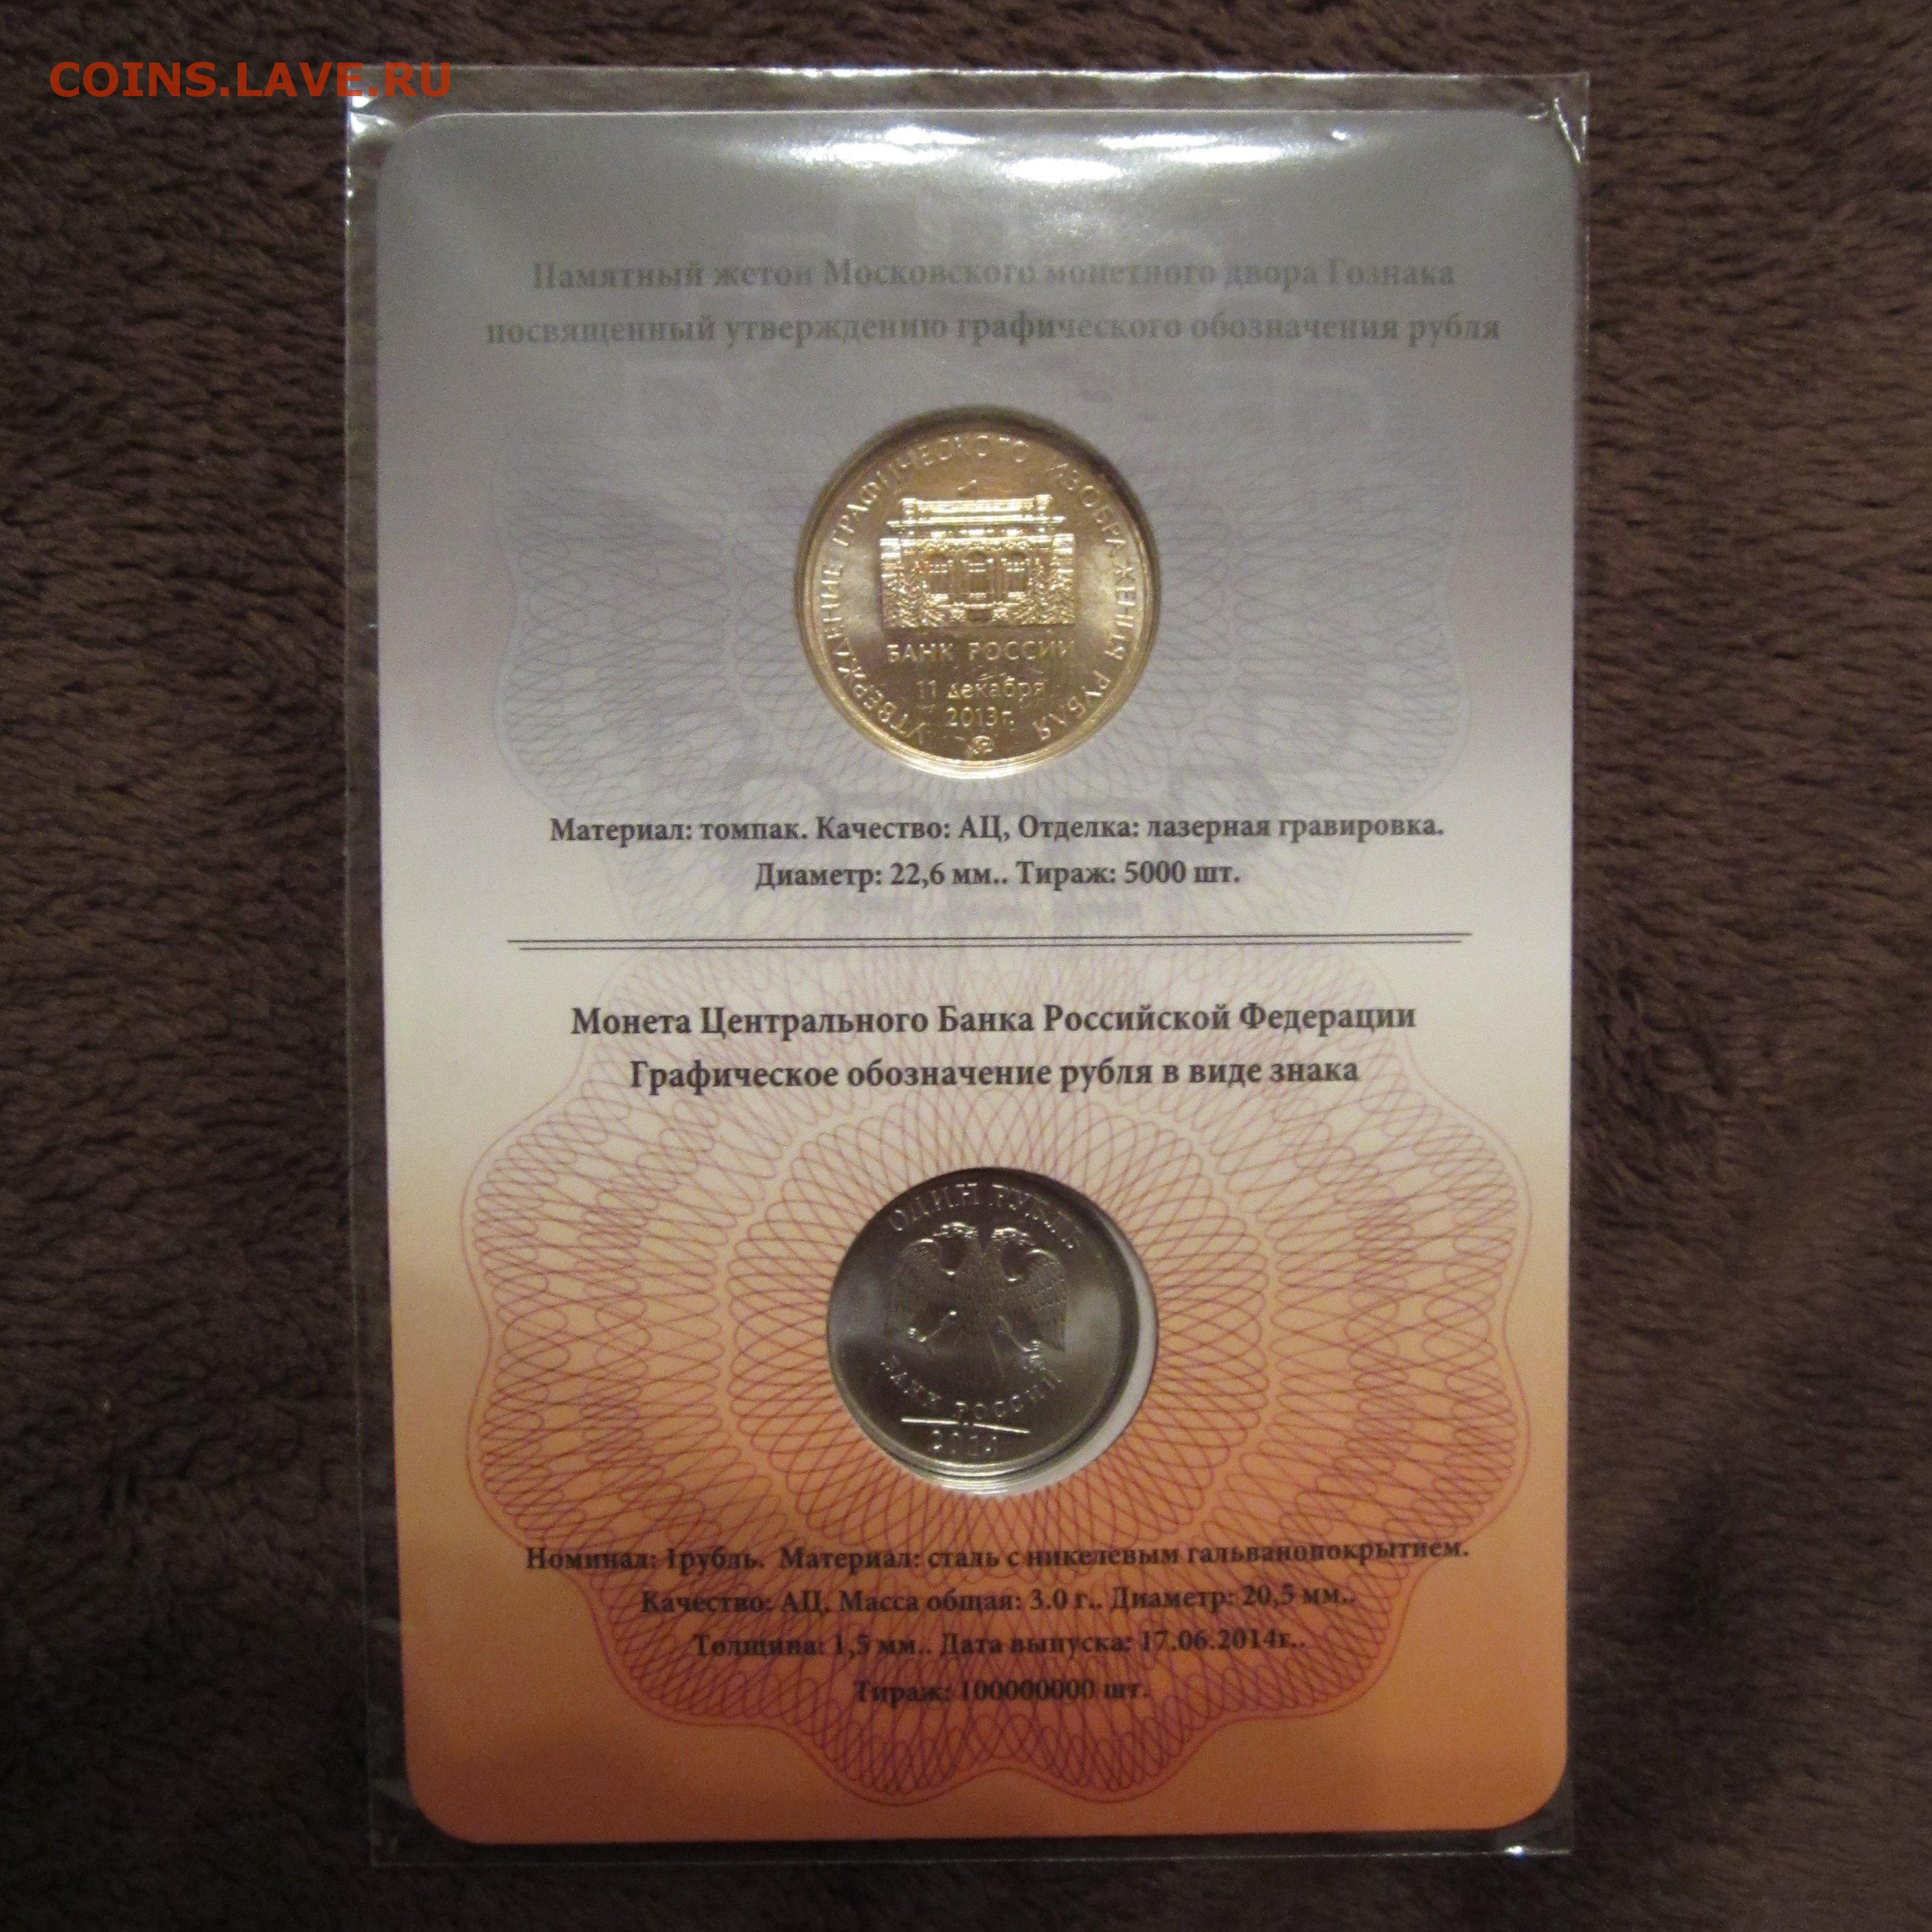 COINS.LAVE.RU
Памятный жетон Московского монетного двора Гознака
посвященный утверждению графического обозначения рубля
УТВЕРЖДЕНИЕ ГРАФИЧЕСКОГО ИЗОБРАЖЕНИЯ РУБЛЯ
БАНК РОССИИ
11 декабря
2013г.
Материал: томпак. Качество: АЦ, Отделка: лазерная гравировка.
Диаметр: 22,6 мм.. Тираж: 5000 шт.
Монета Центрального Банка Российской Федерации
Графическое обозначение рубля в виде знака
ОДИН РУБЛЬ
БАНК РОССИИ
2014
Номинал: 1рубль. Материал: сталь с никелевым гальванопокрытием.
Качество: АЦ. Масса общая: 3.0 г.. Диаметр: 20,5 мм..
Толщина: 1,5 мм.. Дата выпуска: 17.06.2014г..
Тираж: 100000000 шт.